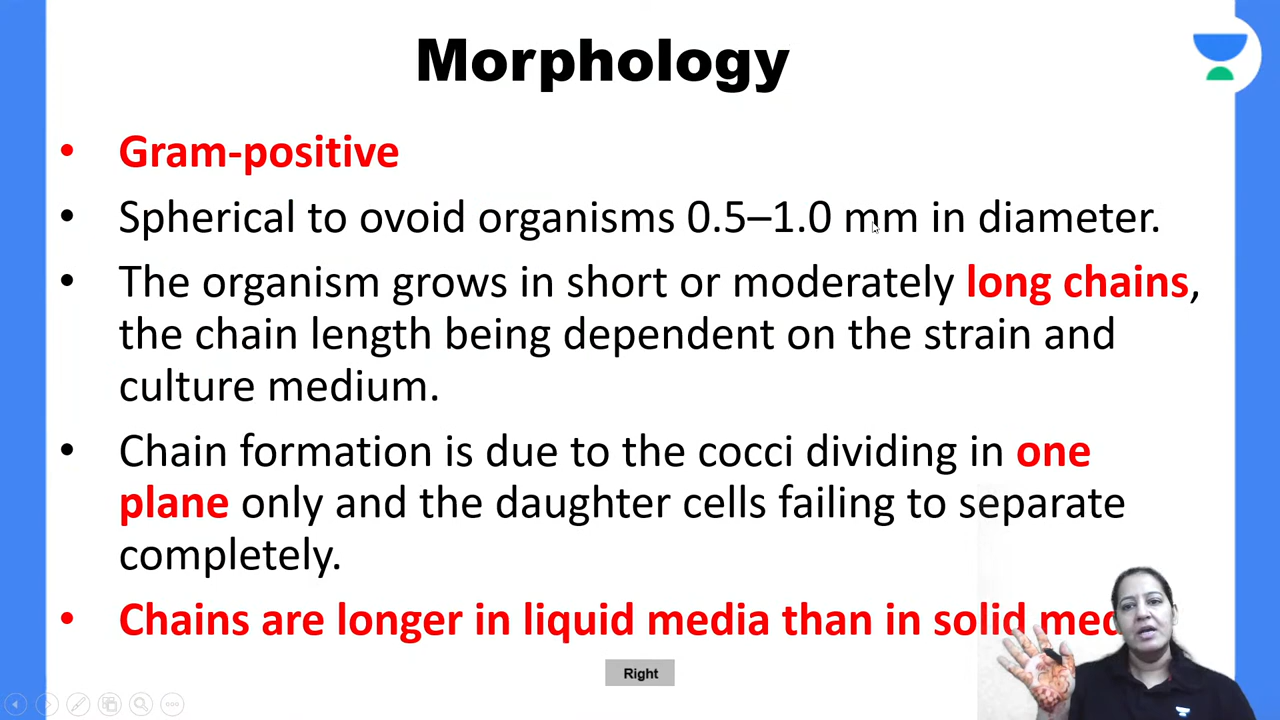 Morphology
• Gram-positive
• Spherical to ovoid organisms 0.5–1.0 mm in diameter.
• The organism grows in short or moderately long chains,
the chain length being dependent on the strain and
culture medium.
• Chain formation is due to the cocci dividing in one
plane only and the daughter cells failing to separate
completely.
• Chains are longer in liquid media than in solid
Right